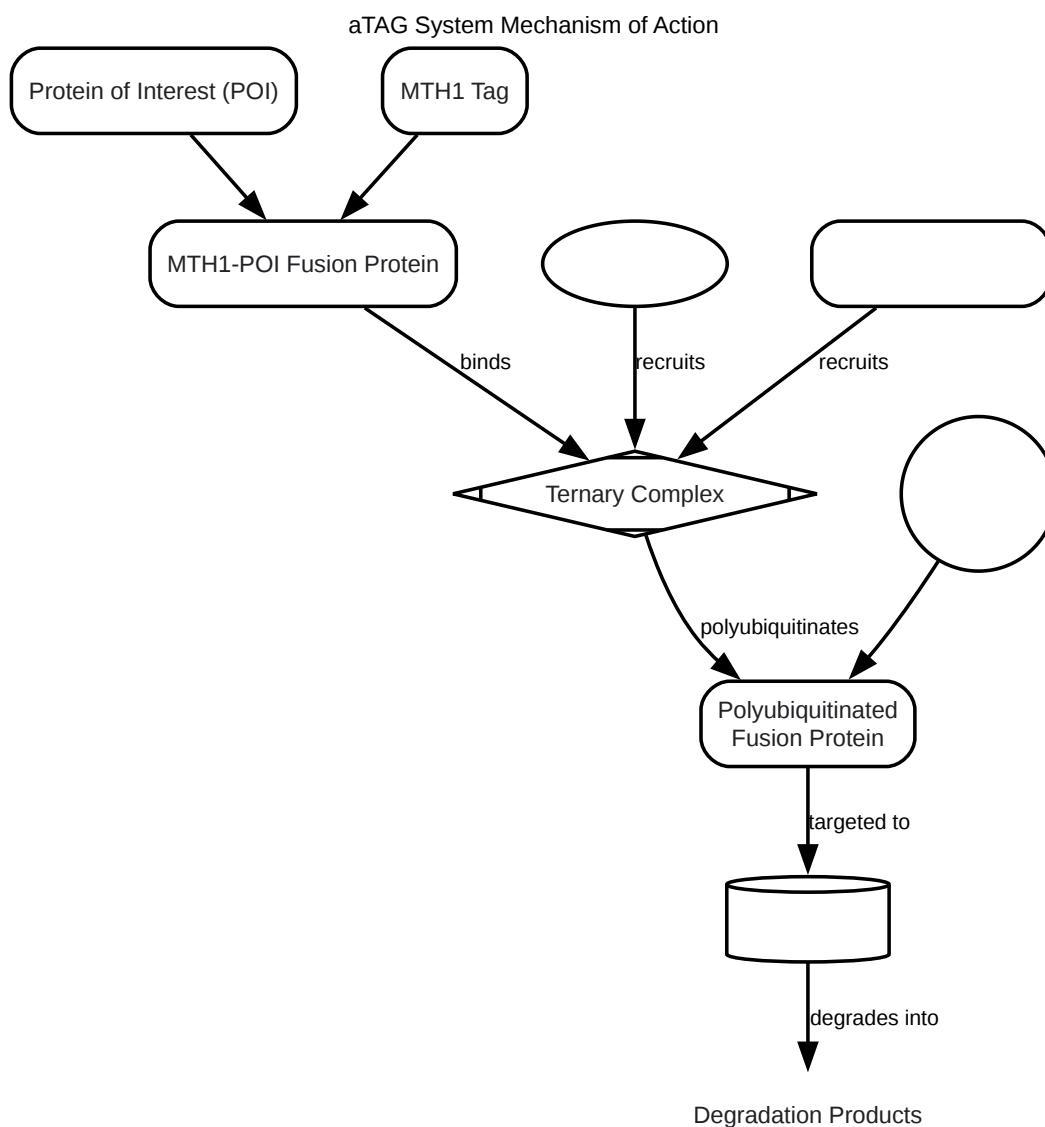 aTAG System Mechanism of Action
Protein of Interest (POI)
MTH1 Tag
MTH1-POI Fusion Protein
binds
recruits
recruits
Ternary Complex
polyubiquitinates
Polyubiquitinated
Fusion Protein
targeted to
degrades into
Degradation Products